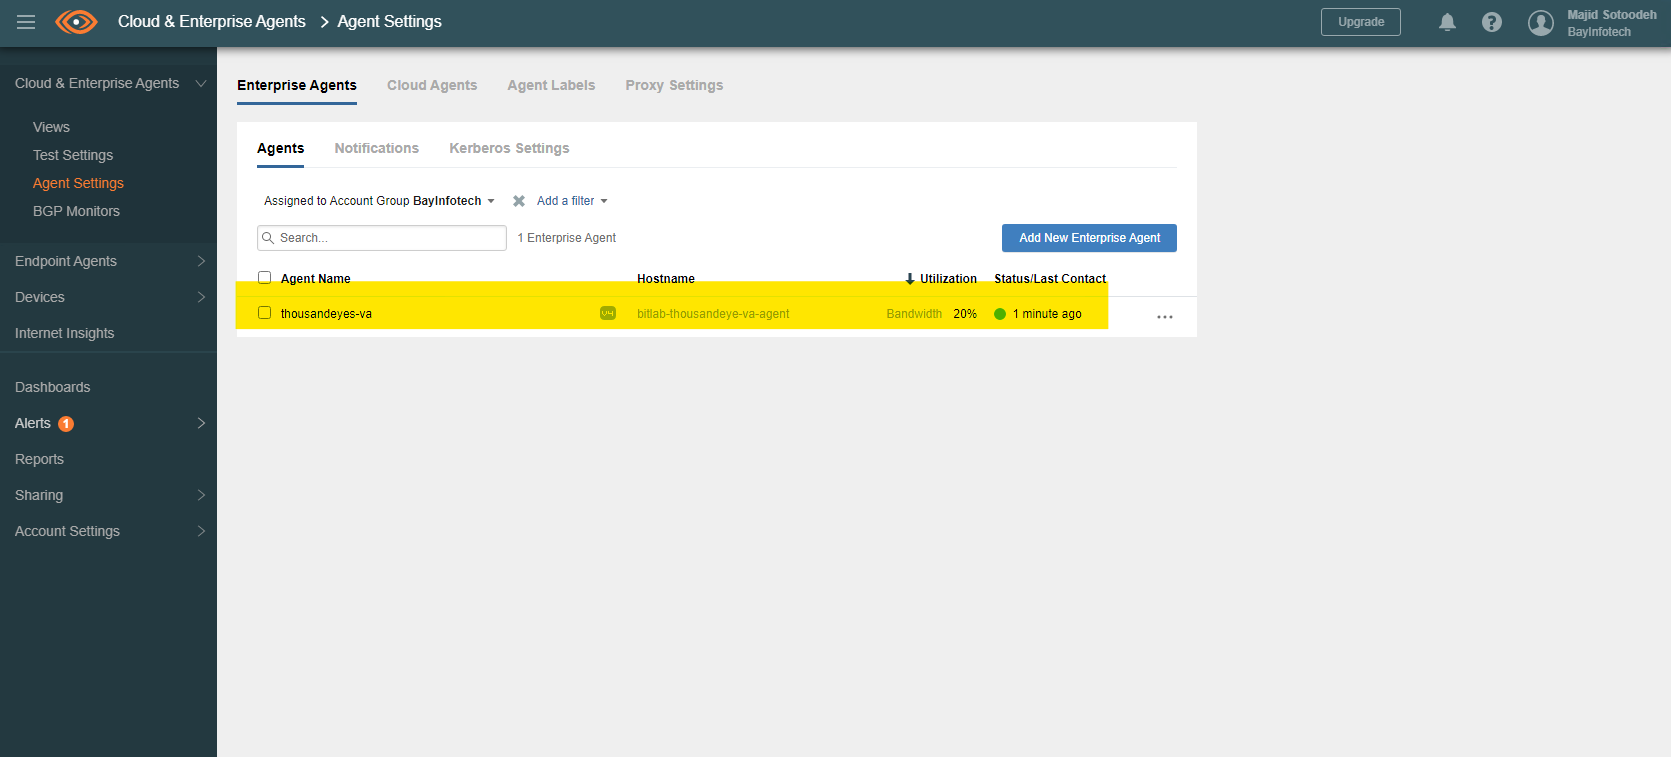 Cloud & Enterprise Agents > Agent Settings
Upgrade
Majid Sotoodeh
BayInfotech
Cloud & Enterprise Agents
Views
Test Settings
Agent Settings
BGP Monitors
Endpoint Agents
Devices
Internet Insights
Dashboards
Alerts 1
Reports
Sharing
Account Settings
Enterprise Agents Cloud Agents Agent Labels Proxy Settings
Agents Notifications Kerberos Settings
Assigned to Account Group BayInfotech Add a filter
Search... 1 Enterprise Agent Add New Enterprise Agent
Agent Name Hostname Utilization Status/Last Contact
thousandeyes-va V4 bitlab-thousandeye-va-agent Bandwidth 20% 1 minute ago